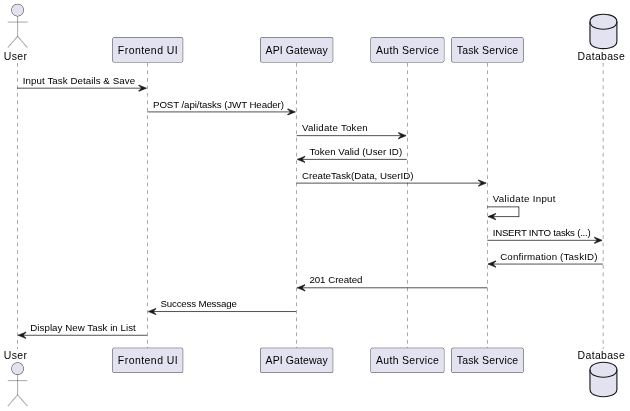 User
Frontend UI
API Gateway
Auth Service
Task Service
Database
Input Task Details & Save
POST /api/tasks (JWT Header)
Validate Token
Token Valid (User ID)
CreateTask(Data, UserID)
Validate Input
INSERT INTO tasks (...)
Confirmation (TaskID)
201 Created
Success Message
Display New Task in List
User
Frontend UI
API Gateway
Auth Service
Task Service
Database